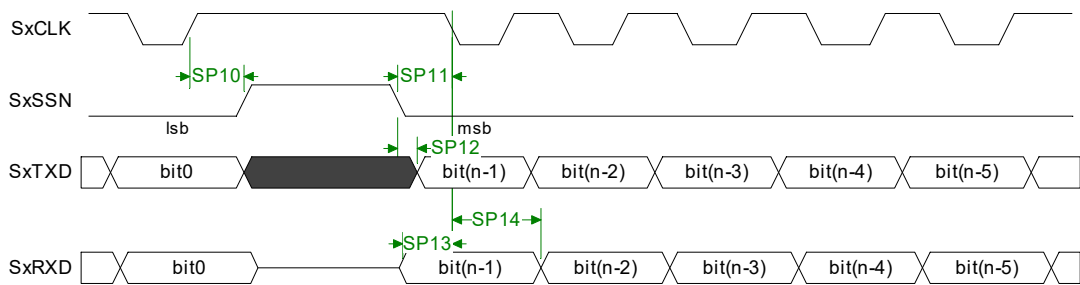 SxCLK
SP10 SP11
SxSSN
lsb msb
SP12
SxTXD bit0 bit(n-1) bit(n-2) bit(n-3) bit(n-4) bit(n-5)
SP14
SP13
SxRXD bit0 bit(n-1) bit(n-2) bit(n-3) bit(n-4) bit(n-5)